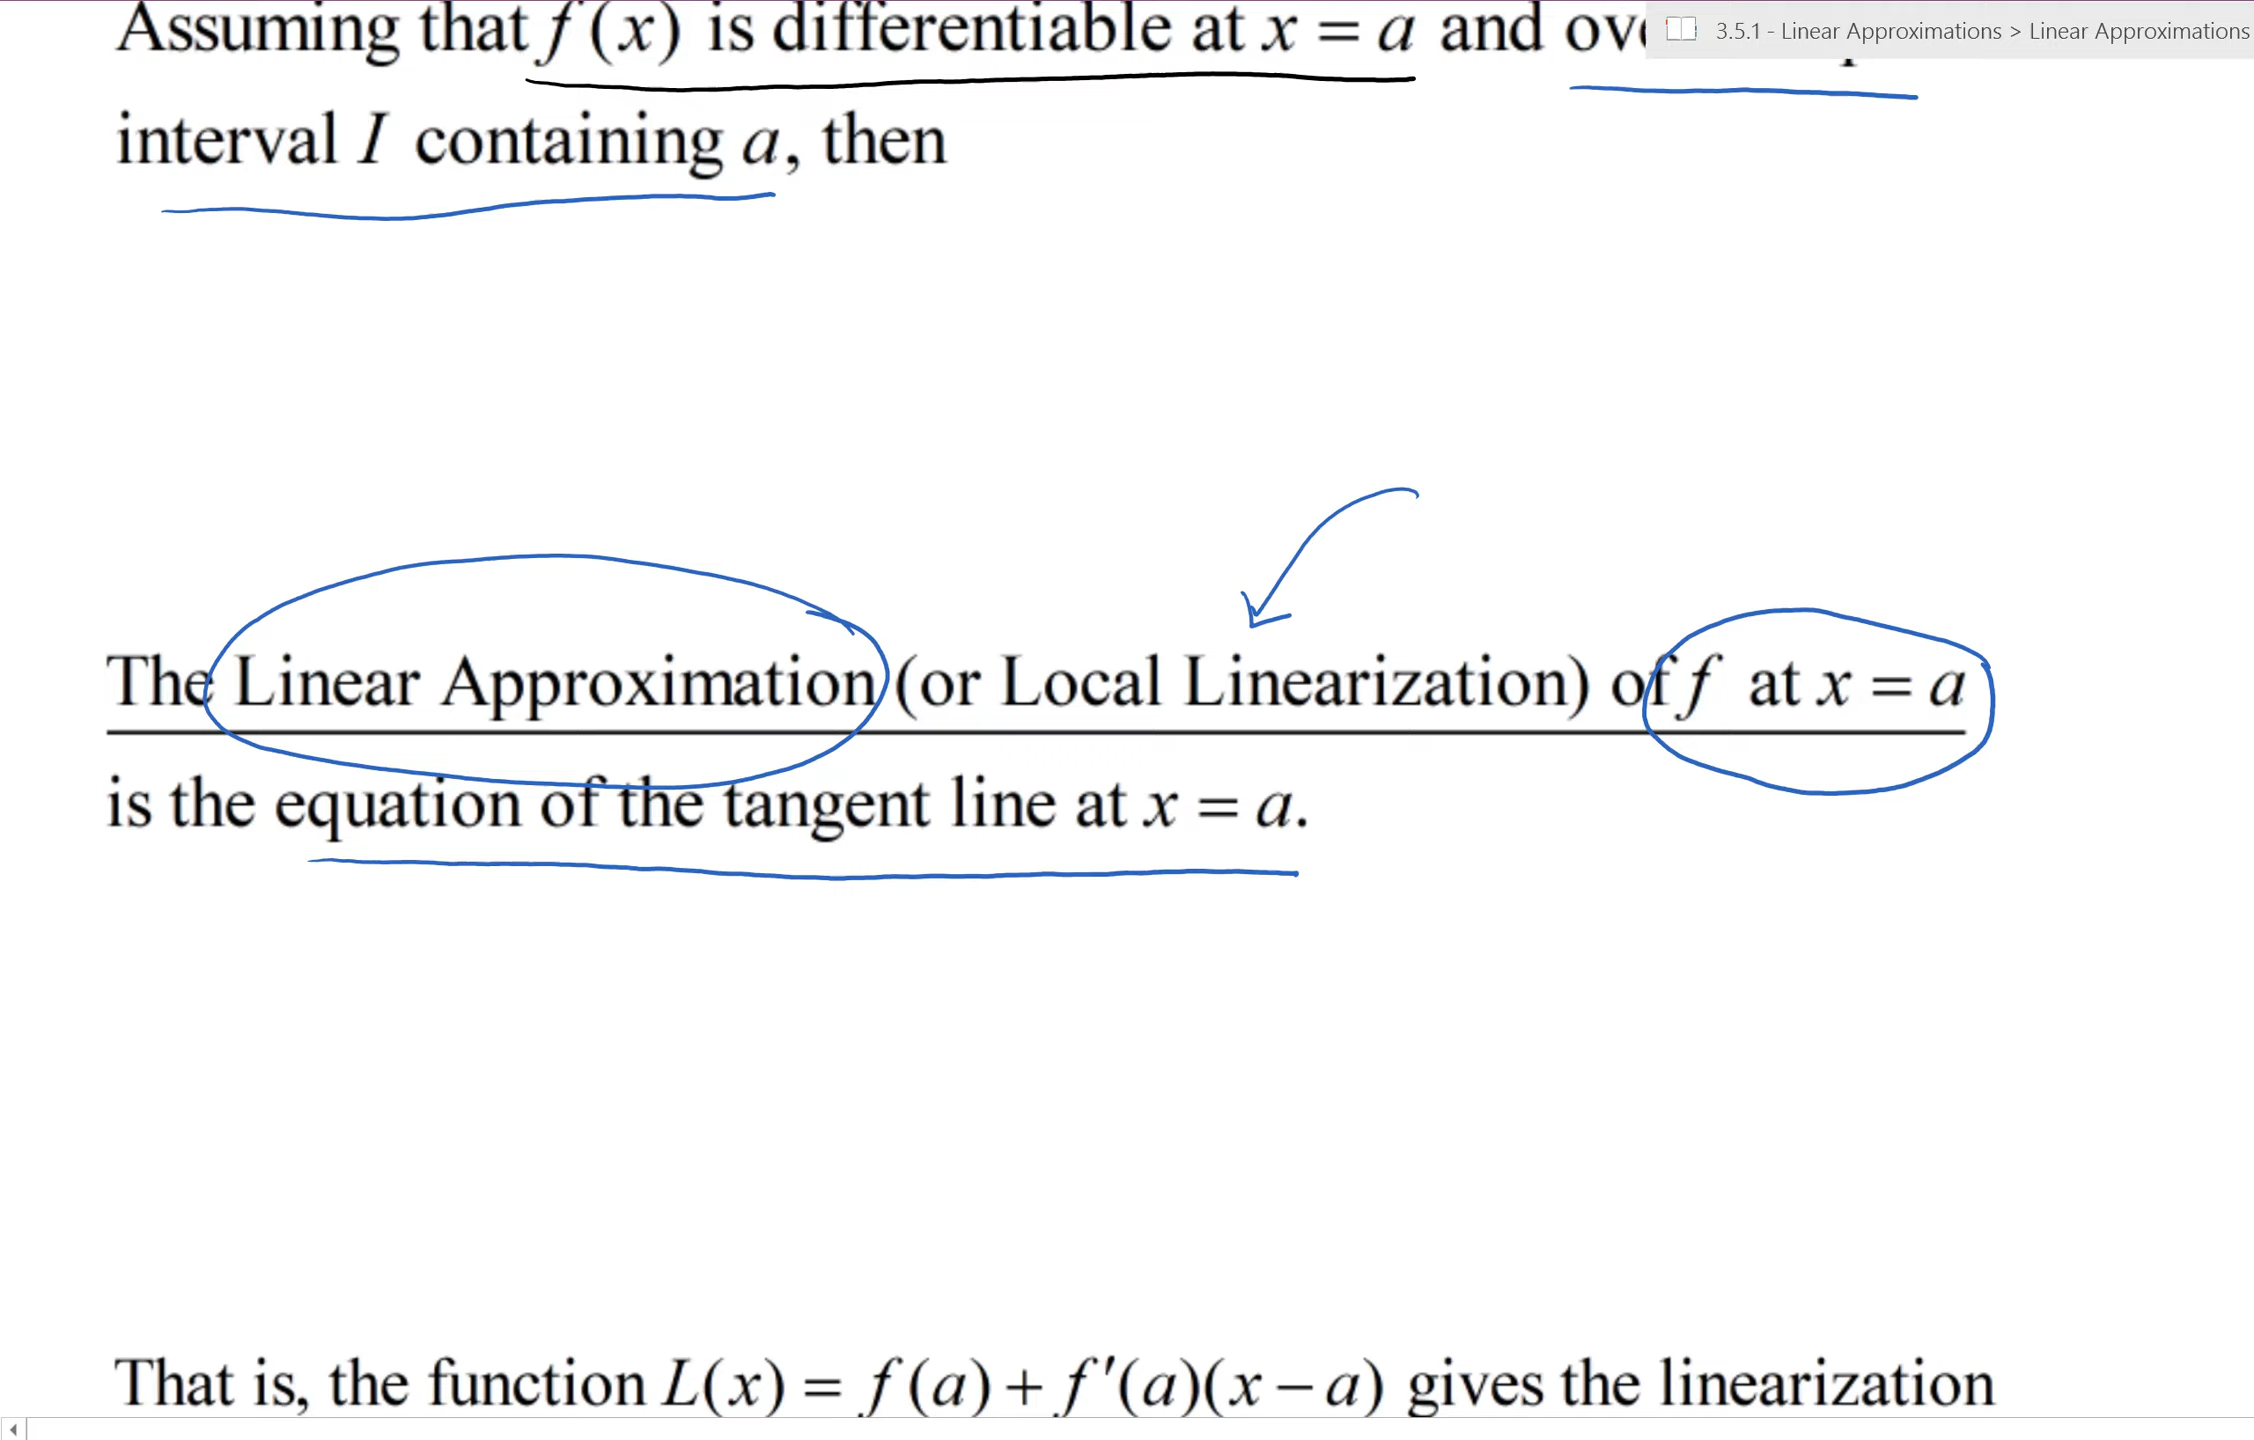 Assuming that f(x) is differentiable at x = a and
3.5.1 - Linear Approximations > Linear Approximations
interval I containing a, then
The Linear Approximation (or Local Linearization) of f at x = a
is the equation of the tangent line at x = a.
That is, the function L(x) = f(a) + f'(a)(x − a) gives the linearization